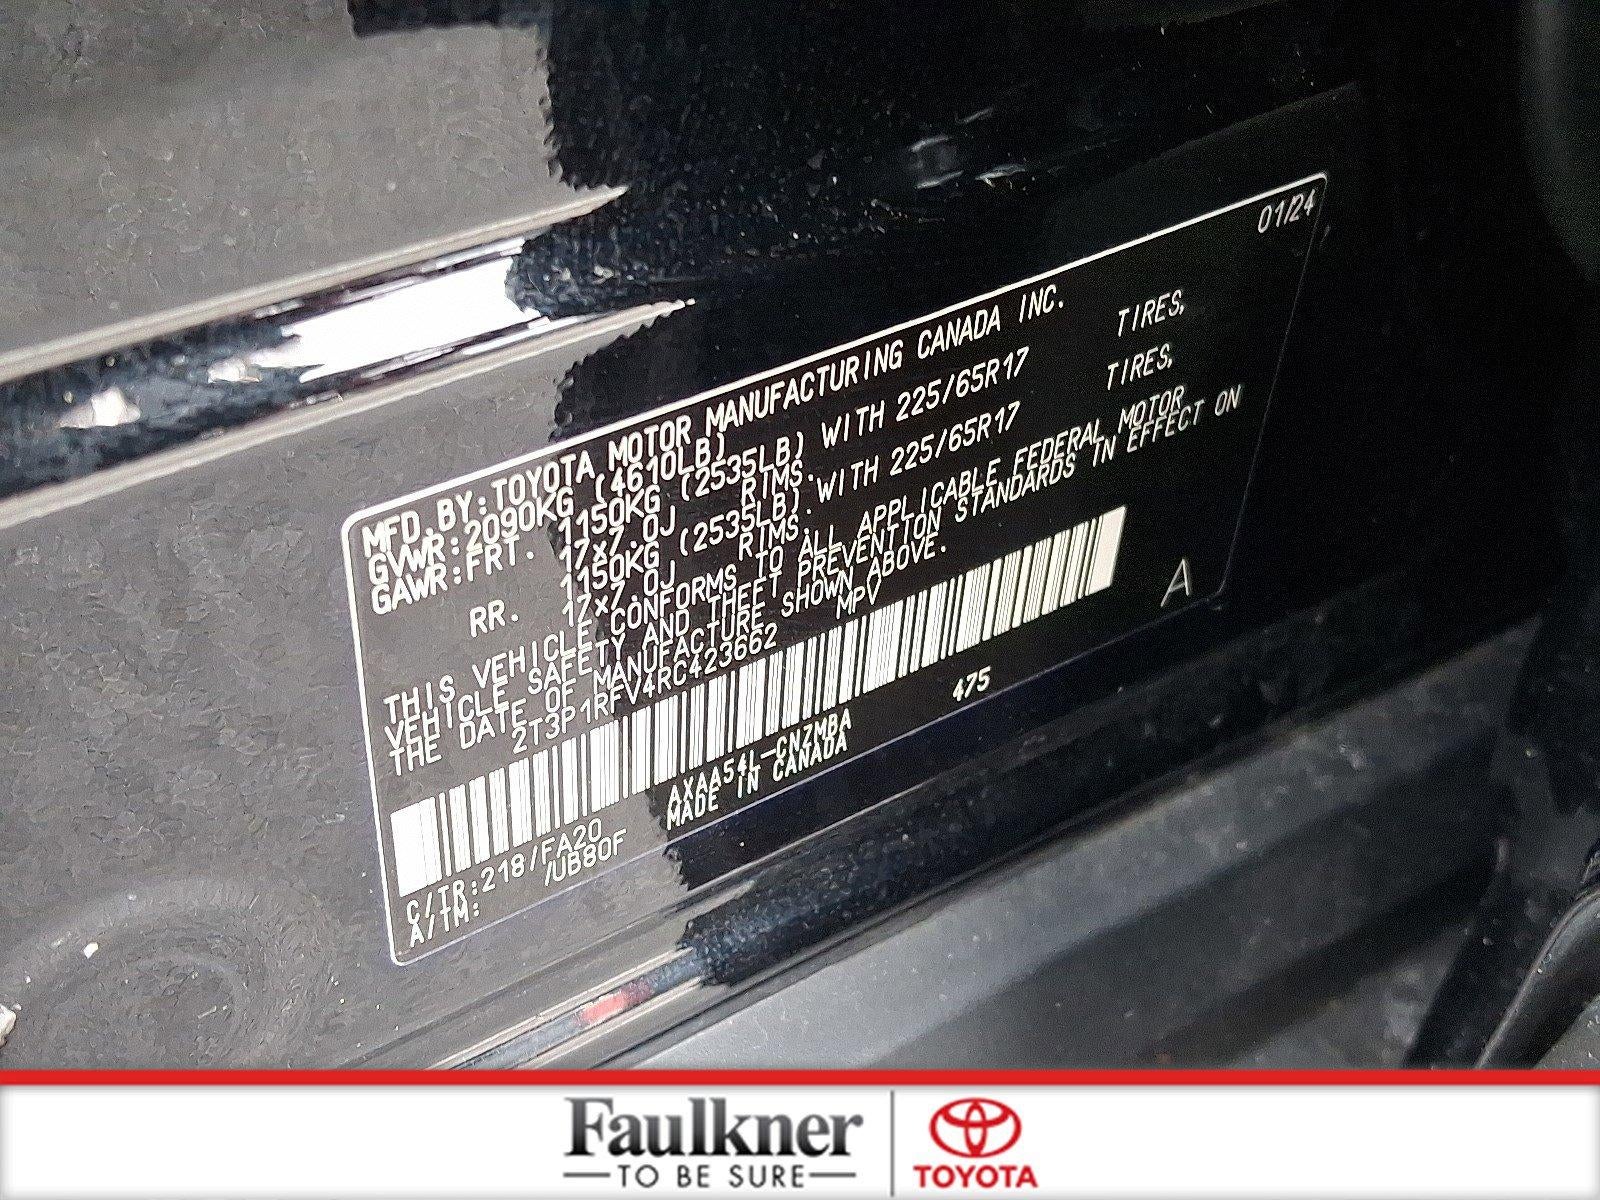 01/24
MFD. BY: TOYOTA MOTOR MANUFACTURING CANADA INC.
GVWR: 2090KG (4610LB)
GAWR: FRT. 1150KG (2535LB) WITH 225/65R17 TIRES,
17×7.0J RIMS.
RR. 1150KG (2535LB) WITH 225/65R17 TIRES,
17×7.0J RIMS.
THIS VEHICLE CONFORMS TO ALL APPLICABLE FEDERAL MOTOR
VEHICLE SAFETY AND THEFT PREVENTION STANDARDS IN EFFECT ON
THE DATE OF MANUFACTURE SHOWN ABOVE.
2T3P1RFV4RC423662 MPV
A
475
C/TR: 218/FA20 AXAA54L-CNZMBA
A/TM: /UB80F MADE IN CANADA
Faulkner
TO BE SURE
TOYOTA